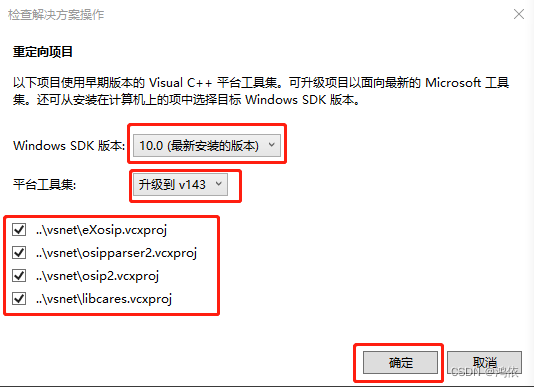 检查解决方案操作
重定向项目
以下项目使用早期版本的 Visual C++ 平台工具集。可升级项目以面向最新的 Microsoft 工具
集。还可从安装在计算机上的项中选择目标 Windows SDK 版本。
Windows SDK 版本: 10.0 (最新安装的版本)
平台工具集: 升级到 v143
..\vsnet\eXosip.vcxproj
..\vsnet\osipparser2.vcxproj
..\vsnet\osip2.vcxproj
..\vsnet\libcares.vcxproj
确定 取消
CSDN @鸿依